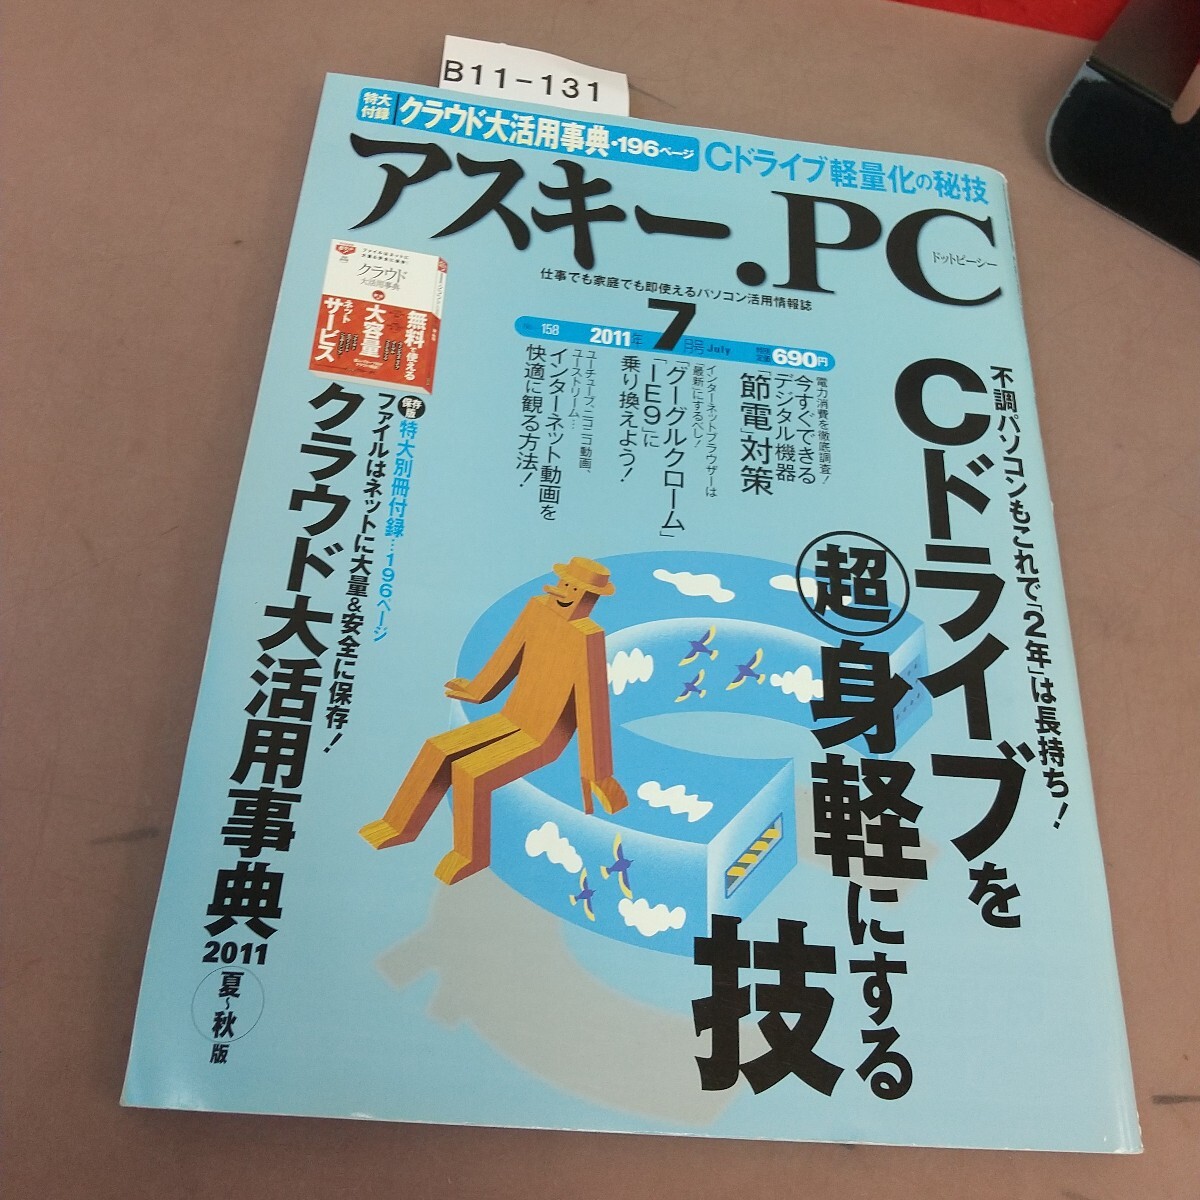 B11-131
特大付録
クラウド大活用事典・196ページ
Cドライブ軽量化の秘技
アスキー.PC
ドットピーシー
仕事でも家庭でも即使えるパソコン活用情報誌
No. 158
2011年
7
月号 July
特別定価690円
不調パソコンもこれで「2年」は長持ち!
Cドライブを
超身軽にする
技
電力消費を徹底調査!
今すぐできる
デジタル機器
「節電」対策
インターネットブラウザーは
「最新」にするべし!
「グーグルクローム」
「IE9」に
乗り換えよう!
ユーチューブ、ニコニコ動画、
ユーストリーム…
インターネット動画を
快適に観る方法!
保存版
特大別冊付録…196ページ
ファイルはネットに大量&安全に保存!
クラウド大活用事典
2011
夏〜秋
版
クラウド
大活用事典
無料で使える
大容量
ネット
サービス